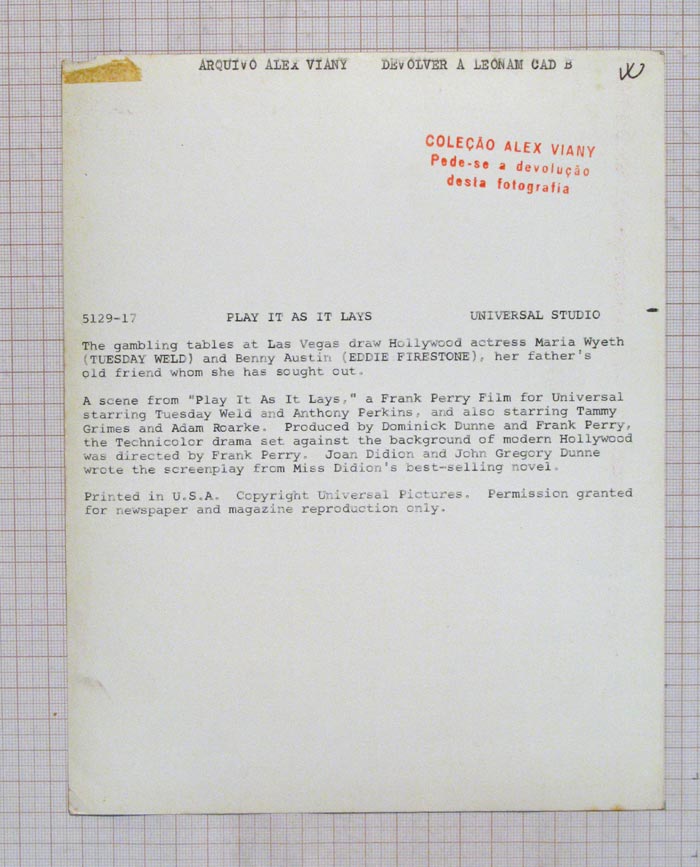 ARQUIVO ALEX VIANY DEVOLVER A LEONAM CAD B
COLEÇÃO ALEX VIANY
Pede-se a devolução
desta fotografia
5129-17 PLAY IT AS IT LAYS UNIVERSAL STUDIO
The gambling tables at Las Vegas draw Hollywood actress Maria Wyeth
(TUESDAY WELD) and Benny Austin (EDDIE FIRESTONE), her father's
old friend whom she has sought out.
A scene from "Play It As It Lays," a Frank Perry Film for Universal
starring Tuesday Weld and Anthony Perkins, and also starring Tammy
Grimes and Adam Roarke. Produced by Dominick Dunne and Frank Perry,
the Technicolor drama set against the background of modern Hollywood
was directed by Frank Perry. Joan Didion and John Gregory Dunne
wrote the screenplay from Miss Didion's best-selling novel.
Printed in U.S.A. Copyright Universal Pictures. Permission granted
for newspaper and magazine reproduction only.